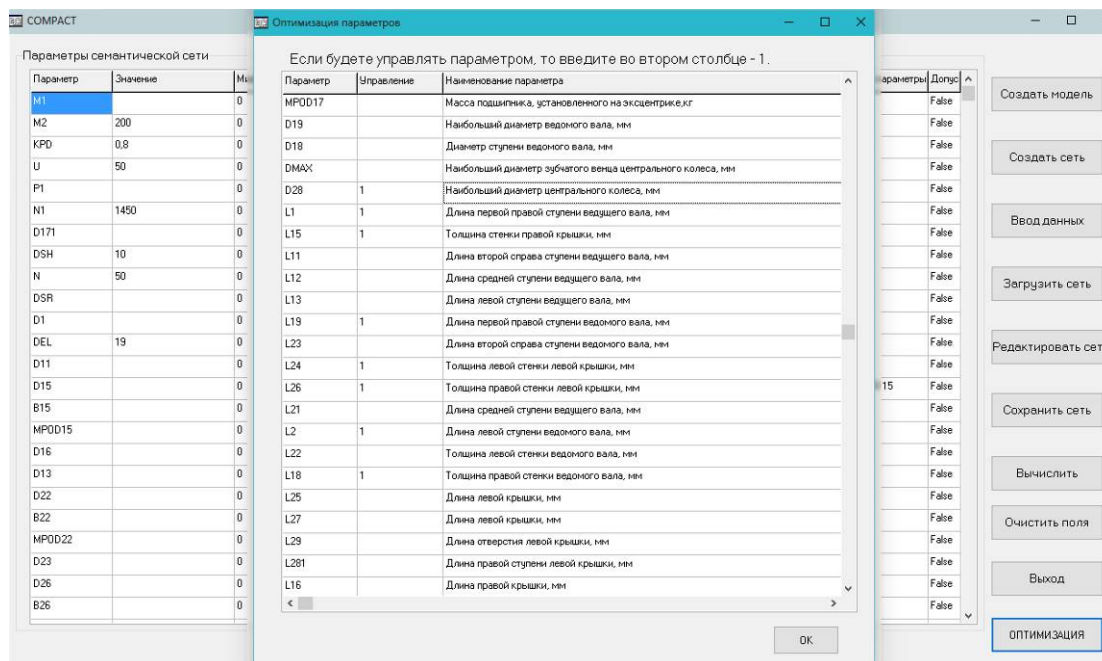 COMPACT
Параметры семантической сети
Параметр Значение
M1 0 False
M2 200 0 False
KPD 0,8 0 False
U 50 0 False
P1 0 False
N1 1450 0 False
D171 0 False
DSH 10 0 False
N 50 0 False
DSR 0 False
D1 0 False
DEL 19 0 False
D11 0 False
D15 0 15 False
B15 0 False
MPOD15 0 False
D16 0 False
D13 0 False
D22 0 False
B22 0 False
MPOD22 0 False
D23 0 False
D26 0 False
B26 0 False
Оптимизация параметров
Если будете управлять параметром, то введите во втором столбце - 1.
Параметр Управление Наименование параметра
MPOD17 Масса подшипника, установленного на эксцентрике,кг
D19 Наибольший диаметр ведомого вала, мм
D18 Диаметр ступени ведомого вала, мм
DMAX Наибольший диаметр зубчатого венца центрального колеса, мм
D28 1 Наибольший диаметр центрального колеса, мм
L1 1 Длина первой правой ступени ведущего вала, мм
L15 1 Толщина стенки правой крышки, мм
L11 Длина второй справа ступени ведущего вала, мм
L12 Длина средней ступени ведущего вала, мм
L13 Длина левой ступени ведущего вала, мм
L19 1 Длина первой правой ступени ведомого вала, мм
L23 Длина второй справа ступени ведомого вала, мм
L24 1 Толщина левой стенки левой крышки, мм
L26 1 Толщина правой стенки левой крышки, мм
L21 Длина средней ступени ведущего вала, мм
L2 1 Длина левой ступени ведомого вала, мм
L22 Толщина левой стенки ведомого вала, мм
L18 1 Толщина правой стенки ведомого вала, мм
L25 Длина левой крышки, мм
L27 Длина левой крышки, мм
L29 Длина отверстия левой крышки, мм
L281 Длина правой ступени левой крышки, мм
L16 Длина правой крышки, мм
OK
араметры Допус
Создать модель
Создать сеть
Ввод данных
Загрузить сеть
Редактировать сет
Сохранить сеть
Вычислить
Очистить поля
Выход
ОПТИМИЗАЦИЯ